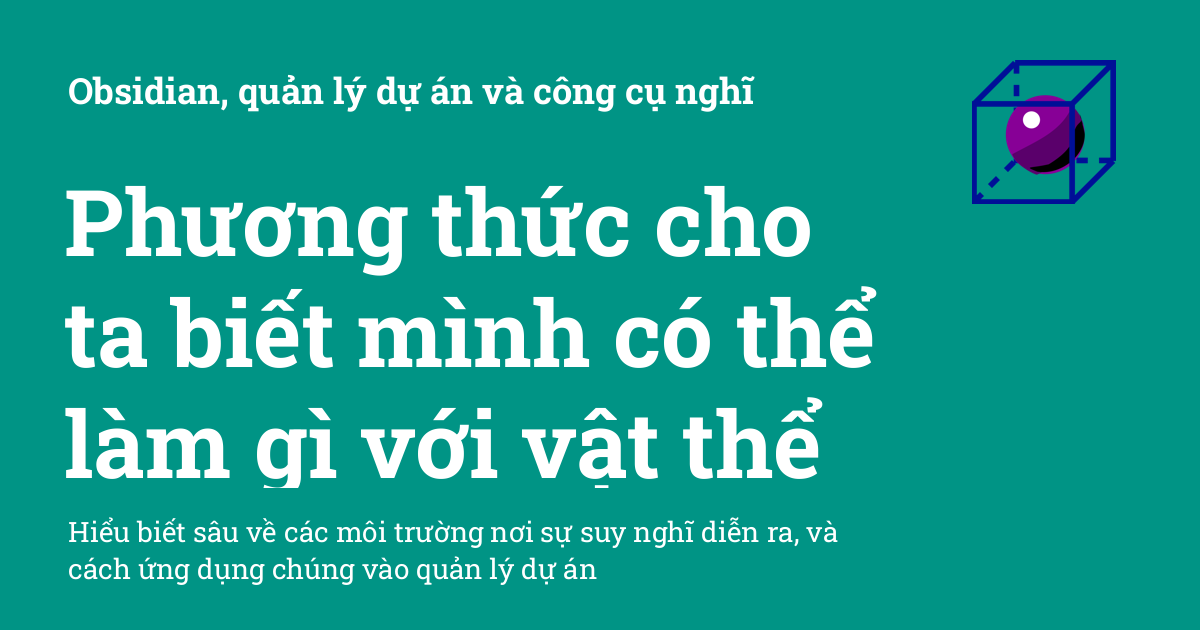 Obsidian, quản lý dự án và công cụ nghĩ
Phương thức cho
ta biết mình có thể
làm gì với vật thể
Hiểu biết sâu về các môi trường nơi sự suy nghĩ diễn ra, và
cách ứng dụng chúng vào quản lý dự án